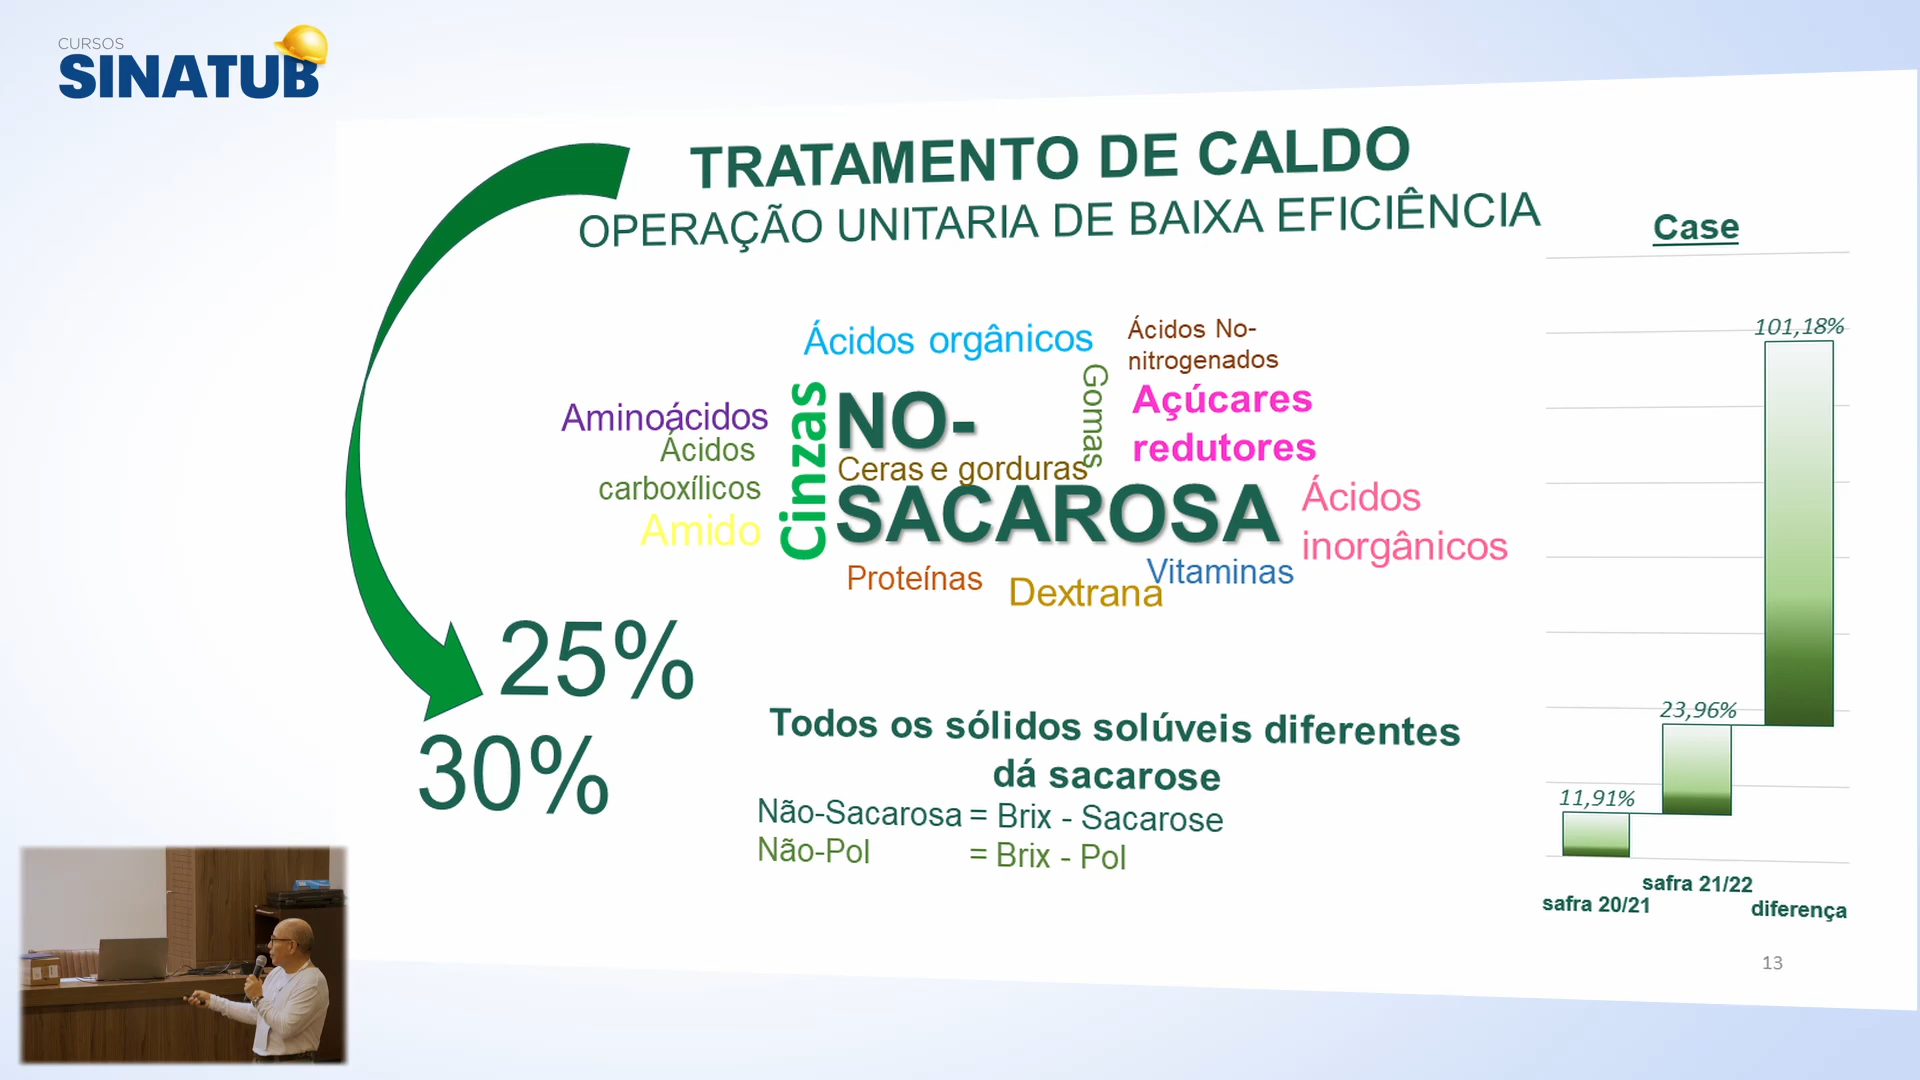 CURSOS
SINATUB
TRATAMENTO DE CALDO
OPERAÇÃO UNITARIA DE BAIXA EFICIÊNCIA
Case
Ácidos orgânicos
Ácidos No-
nitrogenados
Gomas
Açúcares
redutores
Aminoácidos
Ácidos
carboxílicos
Amido
Cinzas
NO-
Ceras e gorduras
SACAROSA
Ácidos
inorgânicos
Proteínas
Dextrana
Vitaminas
25%
30%
Todos os sólidos solúveis diferentes
dá sacarose
Não-Sacarosa = Brix - Sacarose
Não-Pol = Brix - Pol
101,18%
23,96%
11,91%
safra 20/21
safra 21/22
diferença
13